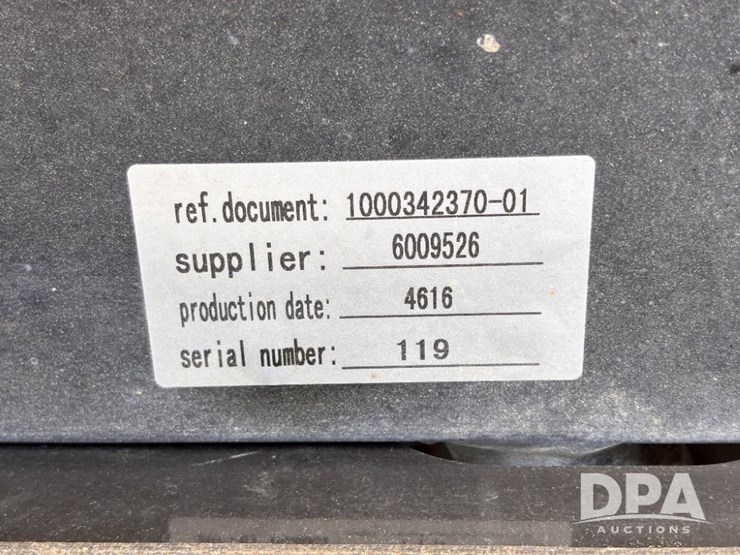 ref.document: 1000342370-01
supplier: 6009526
production date: 4616
serial number: 119
DPA
AUCTIONS